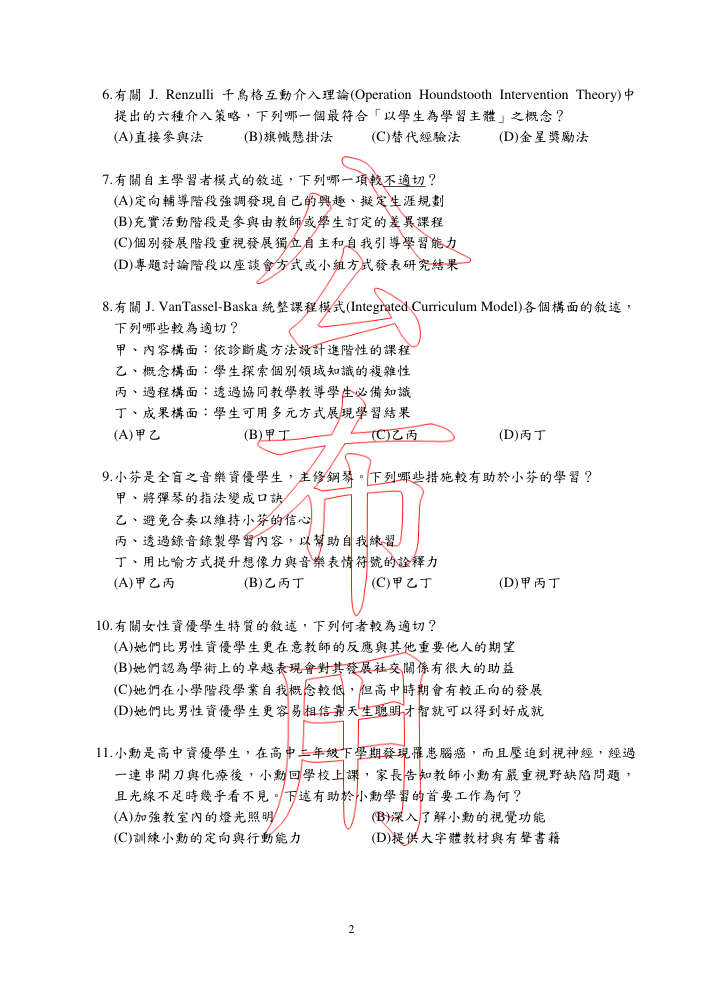 6.有關 J. Renzulli 千鳥格互動介入理論(Operation Houndstooth Intervention Theory)中
提出的六種介入策略，下列哪一個最符合「以學生為學習主體」之概念？
(A)直接參與法 (B)旗幟懸掛法 (C)替代經驗法 (D)金星獎勵法
7.有關自主學習者模式的敘述，下列哪一項較不適切？
(A)定向輔導階段強調發現自己的興趣、擬定生涯規劃
(B)充實活動階段是參與由教師或學生訂定的差異課程
(C)個別發展階段重視發展獨立自主和自我引導學習能力
(D)專題討論階段以座談會方式或小組方式發表研究結果
8.有關 J. VanTassel-Baska 統整課程模式(Integrated Curriculum Model)各個構面的敘述，
下列哪些較為適切？
甲、內容構面：依診斷處方法設計進階性的課程
乙、概念構面：學生探索個別領域知識的複雜性
丙、過程構面：透過協同教學教導學生必備知識
丁、成果構面：學生可用多元方式展現學習結果
(A)甲乙 (B)甲丁 (C)乙丙 (D)丙丁
9.小芬是全盲之音樂資優學生，主修鋼琴。下列哪些措施較有助於小芬的學習？
甲、將彈琴的指法變成口訣
乙、避免合奏以維持小芬的信心
丙、透過錄音錄製學習內容，以幫助自我練習
丁、用比喻方式提升想像力與音樂表情符號的詮釋力
(A)甲乙丙 (B)乙丙丁 (C)甲乙丁 (D)甲丙丁
10.有關女性資優學生特質的敘述，下列何者較為適切？
(A)她們比男性資優學生更在意教師的反應與其他重要他人的期望
(B)她們認為學術上的卓越表現會對其發展社交關係有很大的助益
(C)她們在小學階段學業自我概念較低，但高中時期會有較正向的發展
(D)她們比男性資優學生更容易相信靠天生聰明才智就可以得到好成就
11.小勳是高中資優學生，在高中二年級下學期發現罹患腦癌，而且壓迫到視神經，經過
一連串開刀與化療後，小勳回學校上課，家長告知教師小勳有嚴重視野缺陷問題，
且光線不足時幾乎看不見。下述有助於小勳學習的首要工作為何？
(A)加強教室內的燈光照明 (B)深入了解小勳的視覺功能
(C)訓練小勳的定向與行動能力 (D)提供大字體教材與有聲書籍
公布用
2